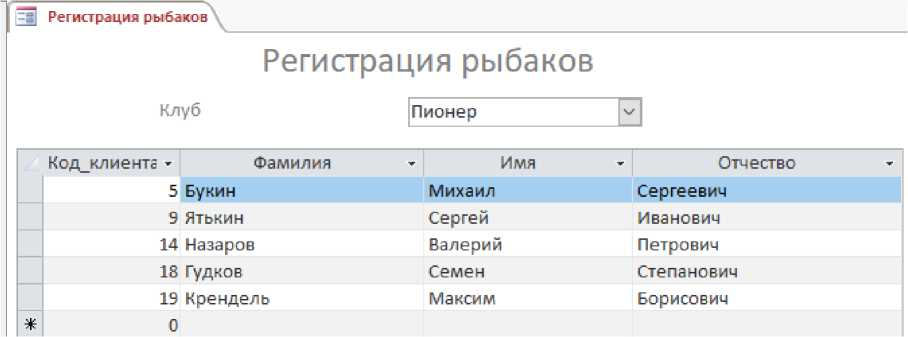 Регистрация рыбаков
Регистрация рыбаков
Клуб Пионер
Код_клиента Фамилия Имя Отчество
5 Букин Михаил Сергеевич
9 Ятькин Сергей Иванович
14 Назаров Валерий Петрович
18 Гудков Семен Степанович
19 Крендель Максим Борисович
* 0